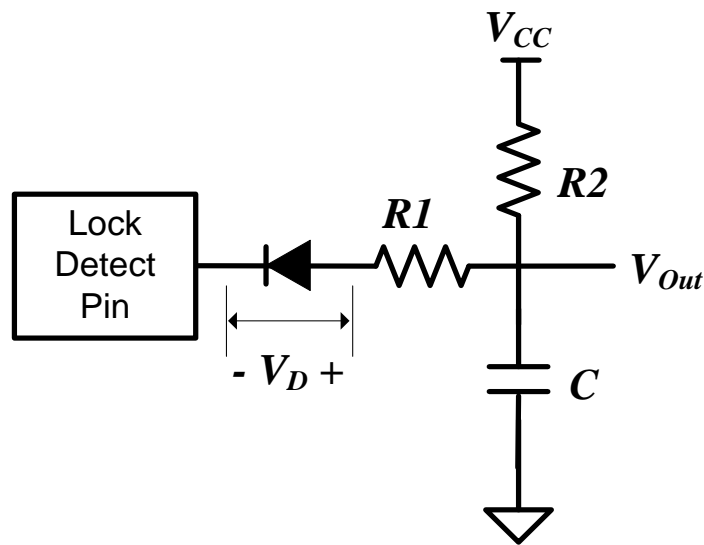 V_CC
R2
R1
Lock
Detect
Pin
V_Out
- V_D +
C